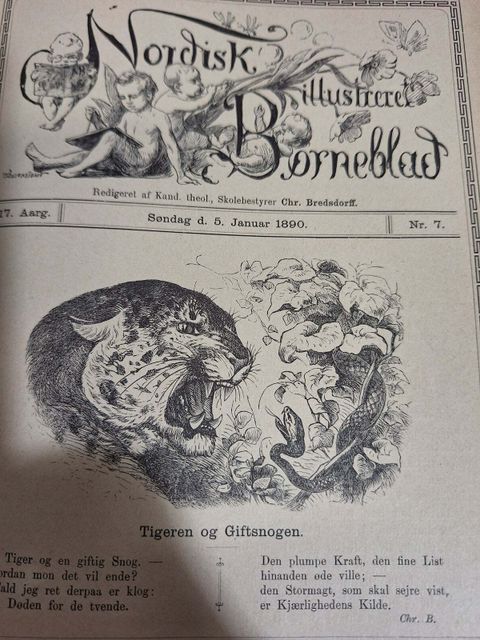 Nordisk
illustreret
Børneblad
Redigeret af Kand. theol., Skolebestyrer Chr. Bredsdorff.
17. Aarg.
Søndag d. 5. Januar 1890.
Nr. 7.
Tigeren og Giftsnogen.
Tiger og en giftig Snog. —
mon det vil ende?
jeg ret derpaa er klog:
Døden for de tvende.
Den plumpe Kraft, den fine List
hinanden øde ville; —
den Stormagt, som skal sejre vist,
er Kjærlighedens Kilde.
Chr. B.